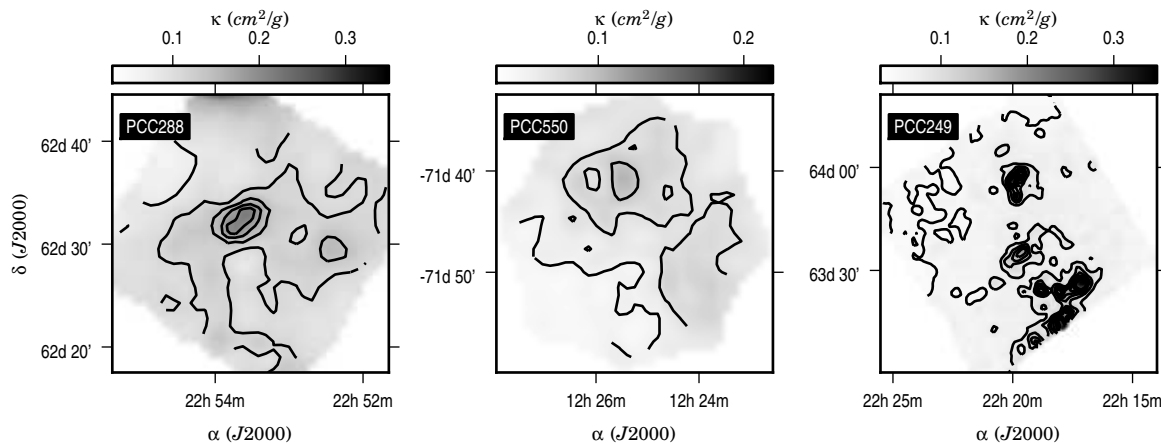 κ (cm²/g)
0.1 0.2 0.3
PCC288
62d 40'
62d 30'
62d 20'
δ (J2000)
22h 54m 22h 52m
α (J2000)
κ (cm²/g)
0.1 0.2
PCC550
-71d 40'
-71d 50'
12h 26m 12h 24m
α (J2000)
κ (cm²/g)
0.1 0.2 0.3
PCC249
64d 00'
63d 30'
22h 25m 22h 20m 22h 15m
α (J2000)